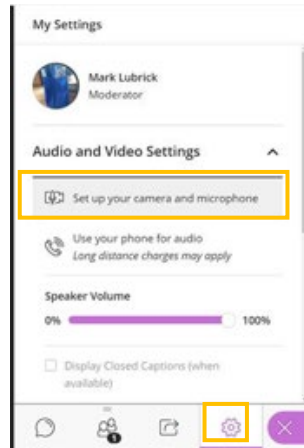 My Settings
Mark Lubrick
Moderator
Audio and Video Settings
Set up your camera and microphone
Use your phone for audio
Long distance charges may apply
Speaker Volume
0%
100%
Display Closed Captions (when
available)